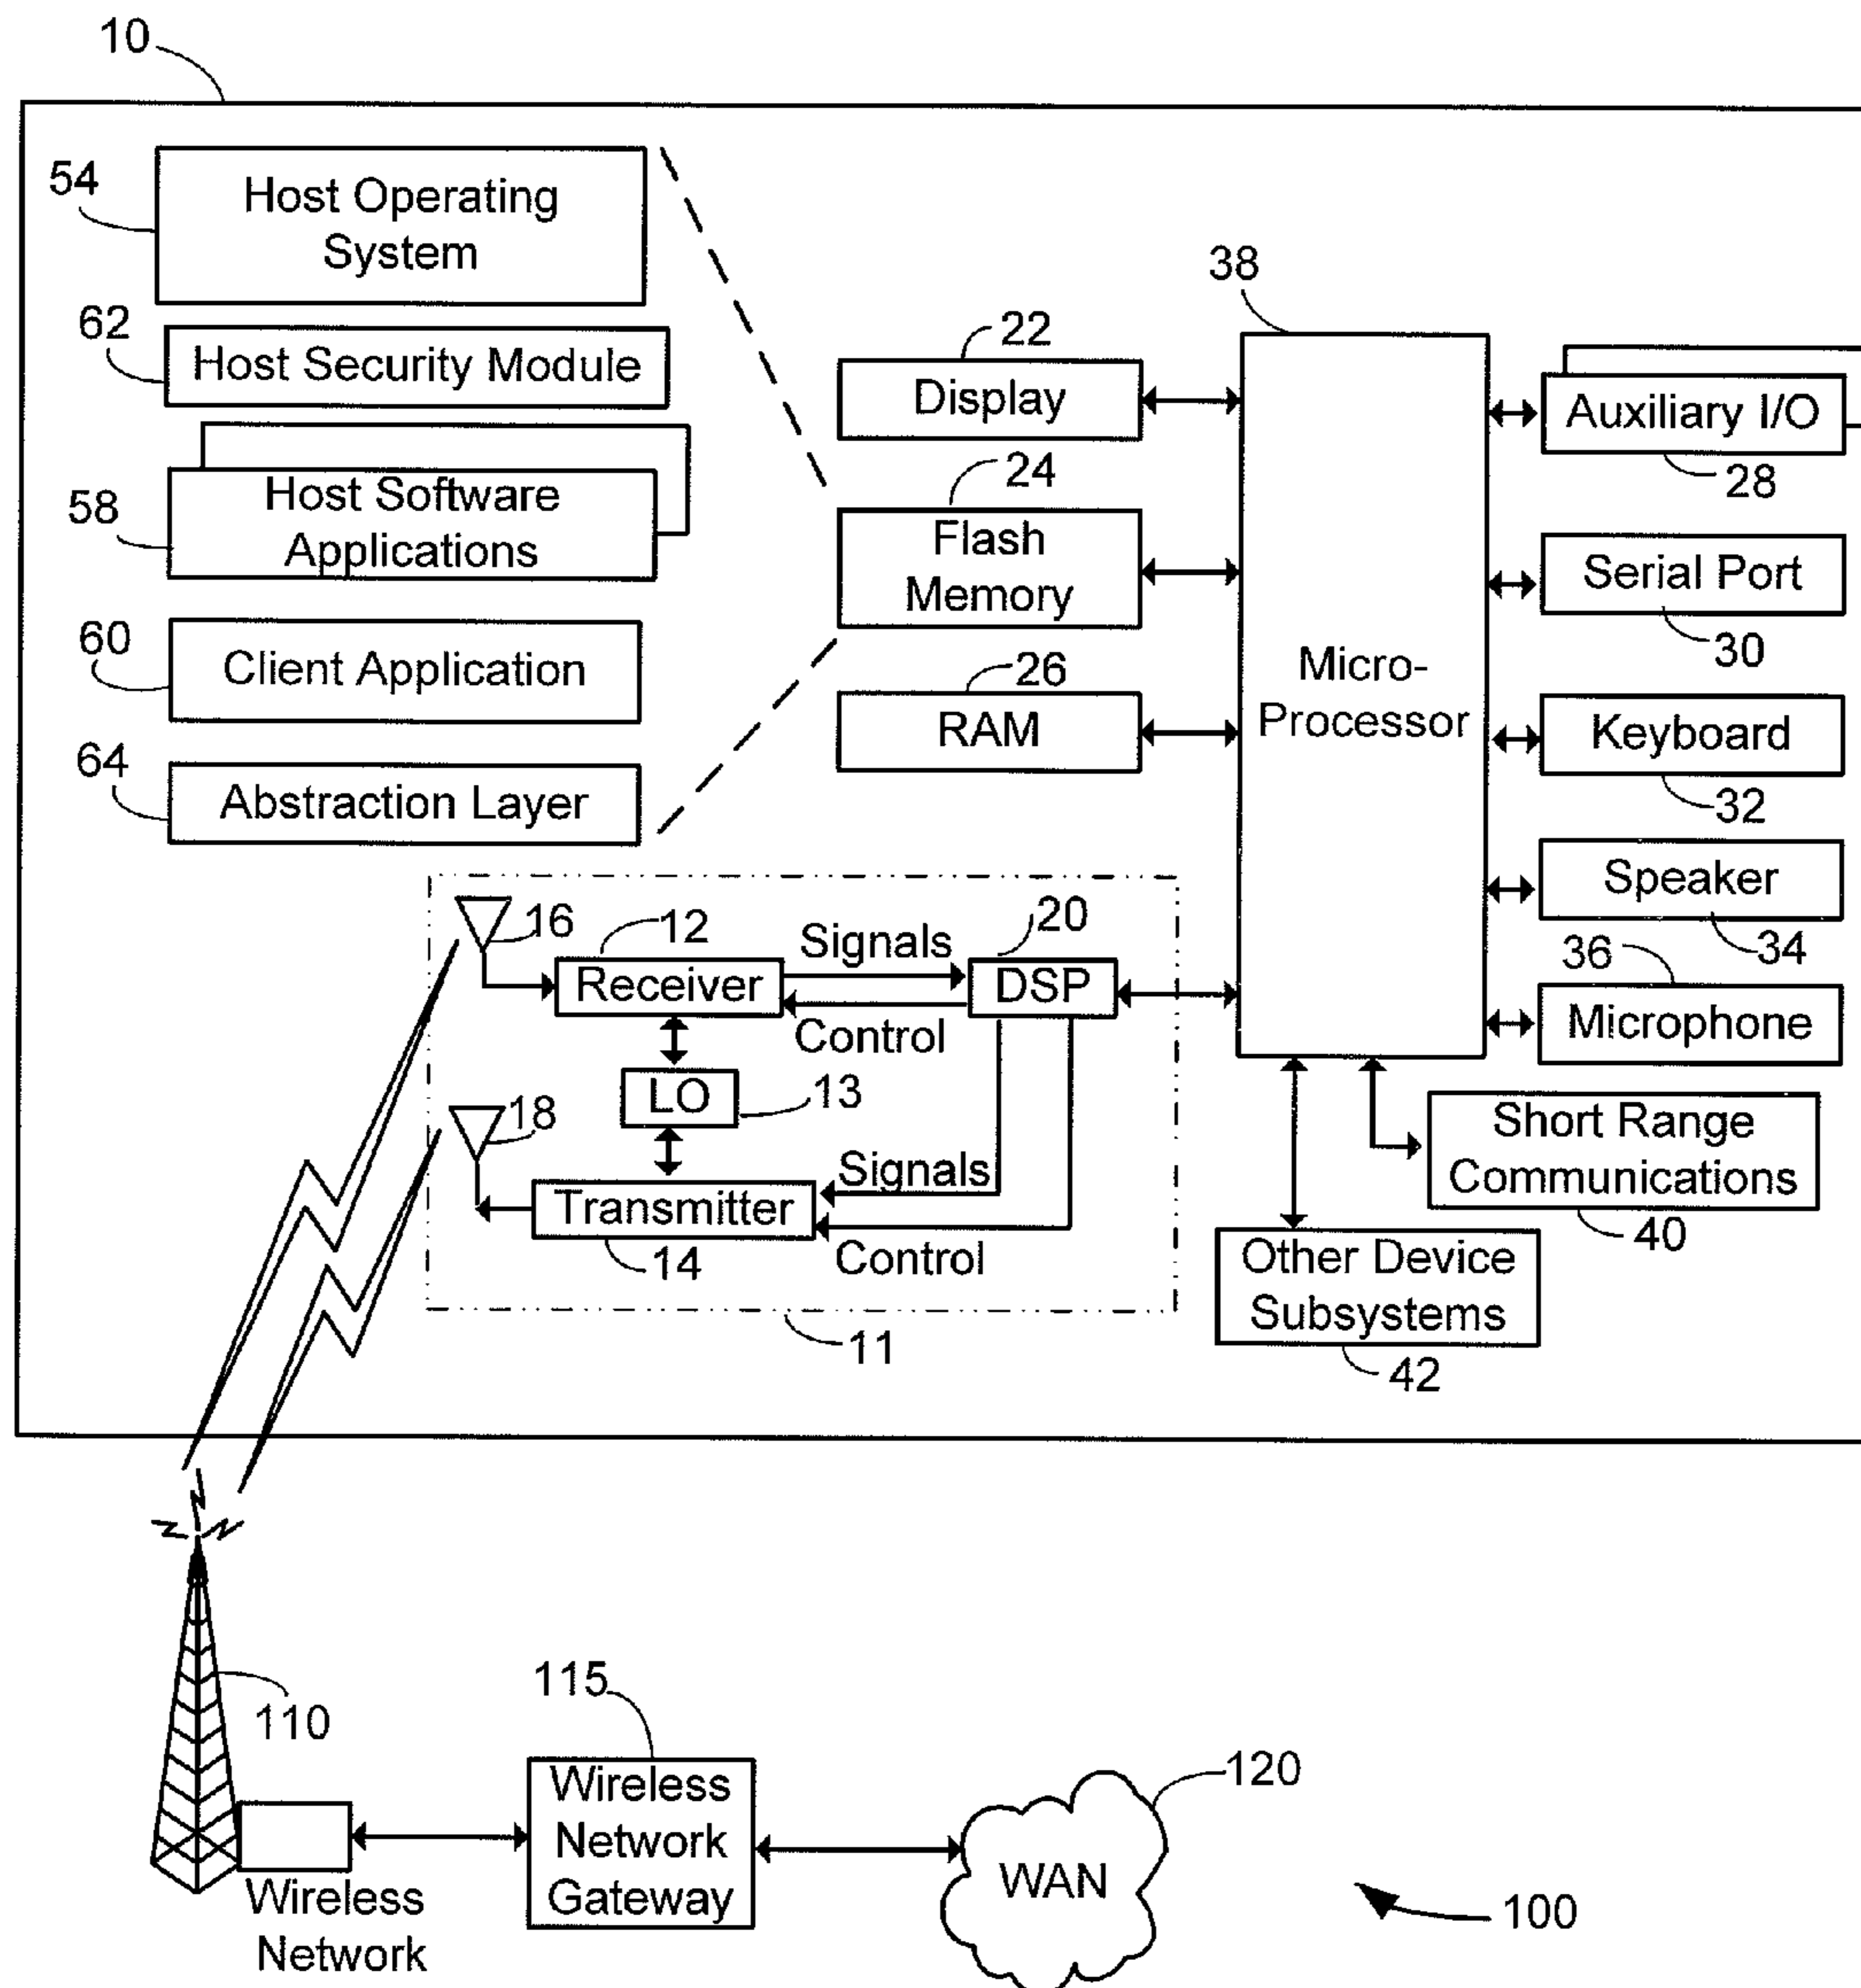 10
54
Host Operating
System
62
Host Security Module
58
Host Software
Applications
60
Client Application
64
Abstraction Layer
22
Display
24
Flash
Memory
26
RAM
38
Micro-
Processor
Auxiliary I/O
28
Serial Port
30
Keyboard
32
Speaker
34
36
Microphone
Short Range
Communications
40
Other Device
Subsystems
42
16
12
Receiver
Signals
20
DSP
Control
LO
13
18
Signals
Transmitter
14
Control
11
110
Wireless
Network
115
Wireless
Network
Gateway
120
WAN
100